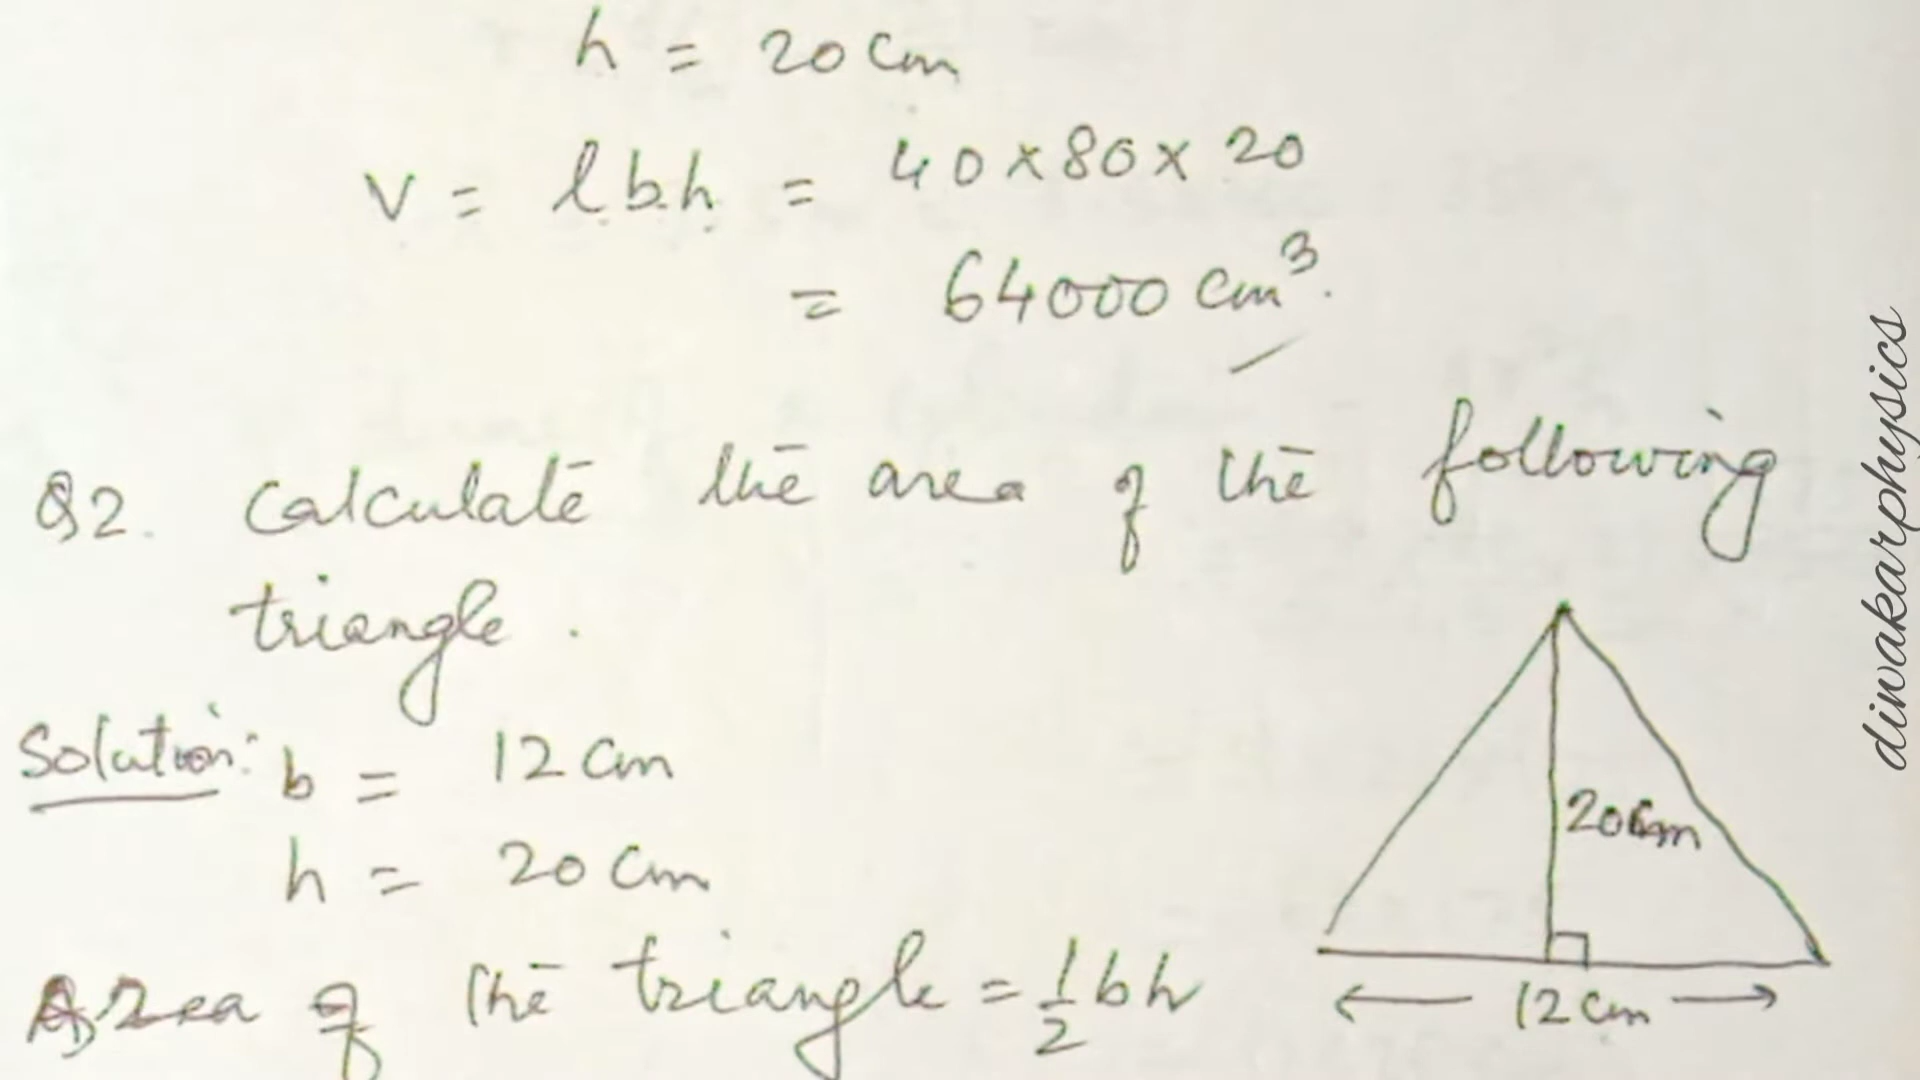 h = 20 cm
V = l b.h = 40 x 80 x 20
= 64000 cm³.
Q2. Calculate the area of the following
triangle.
Solution: b = 12 cm
h = 20 cm
Area of the triangle = 1/2 bh
20cm
12 cm
diwakarphysics